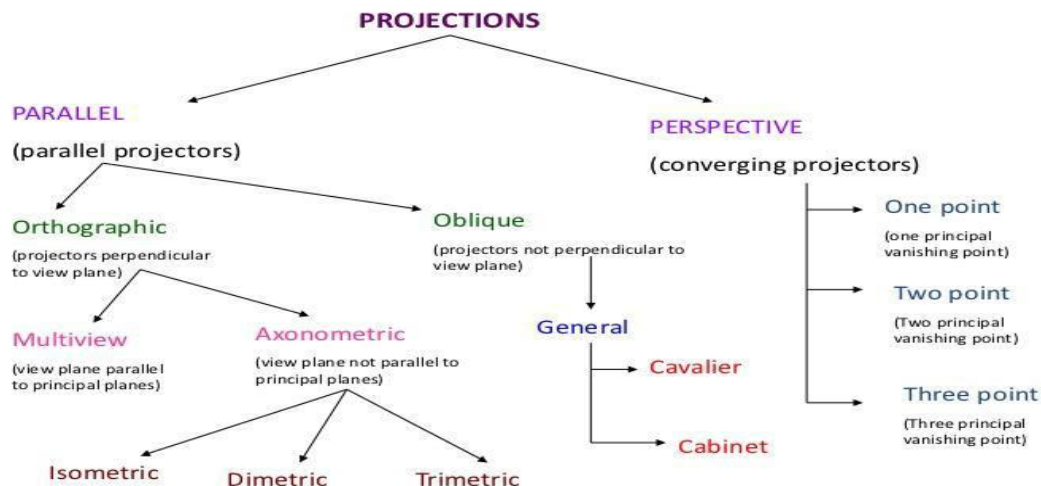 PROJECTIONS
PARALLEL
(parallel projectors)
PERSPECTIVE
(converging projectors)
Orthographic
(projectors perpendicular
to view plane)
Oblique
(projectors not perpendicular to
view plane)
One point
(one principal
vanishing point)
Two point
(Two principal
vanishing point)
Three point
(Three principal
vanishing point)
Multiview
(view plane parallel
to principal planes)
Axonometric
(view plane not parallel to
principal planes)
General
Cavalier
Cabinet
Isometric
Dimetric
Trimetric